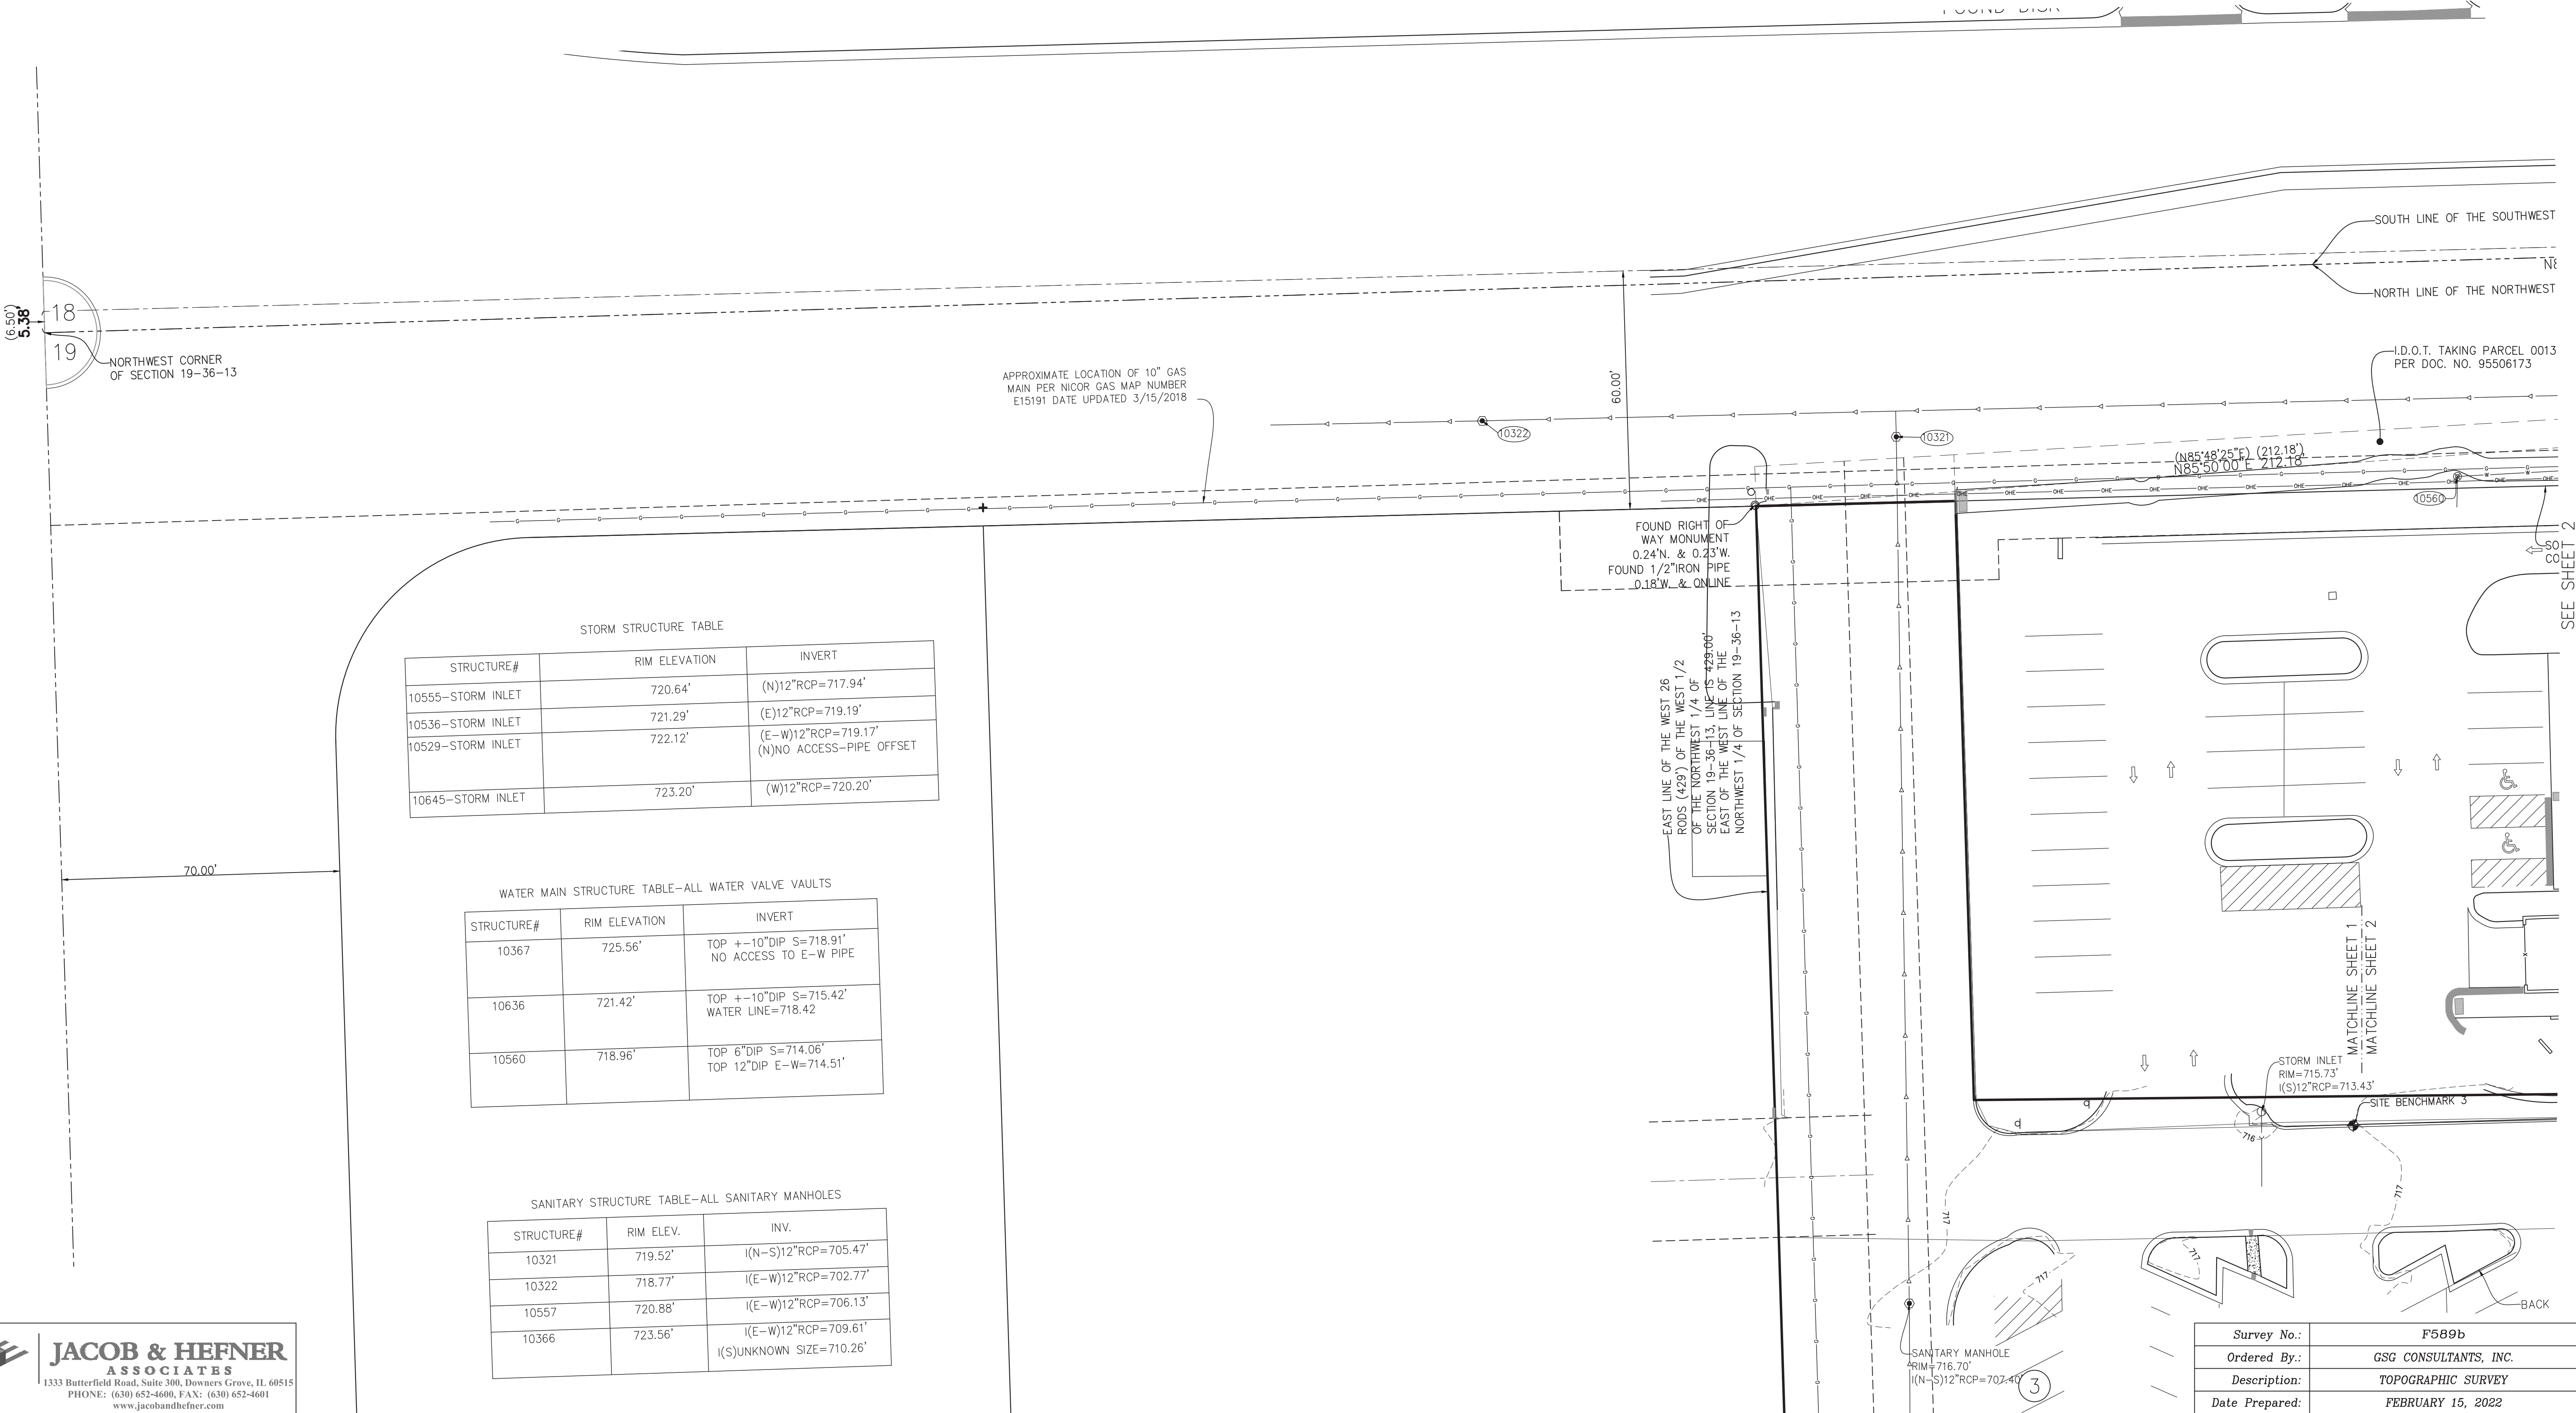 FOUND DISK
SOUTH LINE OF THE SOUTHWEST
NORTH LINE OF THE NORTHWEST
(6.50')
5.38'
18
19
NORTHWEST CORNER
OF SECTION 19-36-13
I.D.O.T. TAKING PARCEL 0013
PER DOC. NO. 95506173
APPROXIMATE LOCATION OF 10" GAS
MAIN PER NICOR GAS MAP NUMBER
E15191 DATE UPDATED 3/15/2018
60.00'
10322
10321
(N85°48'25"E) (212.18')
N85°50'00"E 212.18'
10560
FOUND RIGHT OF
WAY MONUMENT
0.24'N. & 0.23'W.
FOUND 1/2"IRON PIPE
0.18'W. & ONLINE
SO
CO
SEE SHEET 2
EAST LINE OF THE WEST 26
RODS (429') OF THE WEST 1/2
OF THE NORTHWEST 1/4 OF
SECTION 19-36-13, LINE IS 429.00'
EAST OF THE WEST LINE OF THE
NORTHWEST 1/4 OF SECTION 19-36-13
STORM STRUCTURE TABLE
STRUCTURE# RIM ELEVATION INVERT
10555-STORM INLET 720.64' (N)12"RCP=717.94'
10536-STORM INLET 721.29' (E)12"RCP=719.19'
10529-STORM INLET 722.12' (E-W)12"RCP=719.17'
(N)NO ACCESS-PIPE OFFSET
10645-STORM INLET 723.20' (W)12"RCP=720.20'
70.00'
WATER MAIN STRUCTURE TABLE-ALL WATER VALVE VAULTS
STRUCTURE# RIM ELEVATION INVERT
10367 725.56' TOP +-10"DIP S=718.91'
NO ACCESS TO E-W PIPE
10636 721.42' TOP +-10"DIP S=715.42'
WATER LINE=718.42
10560 718.96' TOP 6"DIP S=714.06'
TOP 12"DIP E-W=714.51'
MATCHLINE SHEET 1
MATCHLINE SHEET 2
STORM INLET
RIM=715.73'
I(S)12"RCP=713.43'
SITE BENCHMARK 3
716
717
717
717
717
SANITARY STRUCTURE TABLE-ALL SANITARY MANHOLES
STRUCTURE# RIM ELEV. INV.
10321 719.52' I(N-S)12"RCP=705.47'
10322 718.77' I(E-W)12"RCP=702.77'
10557 720.88' I(E-W)12"RCP=706.13'
10366 723.56' I(E-W)12"RCP=709.61'
I(S)UNKNOWN SIZE=710.26'
BACK
SANITARY MANHOLE
RIM=716.70'
I(N-S)12"RCP=707.40'
3
JACOB & HEFNER
ASSOCIATES
1333 Butterfield Road, Suite 300, Downers Grove, IL 60515
PHONE: (630) 652-4600, FAX: (630) 652-4601
www.jacobandhefner.com
Survey No.: F589b
Ordered By.: GSG CONSULTANTS, INC.
Description: TOPOGRAPHIC SURVEY
Date Prepared: FEBRUARY 15, 2022